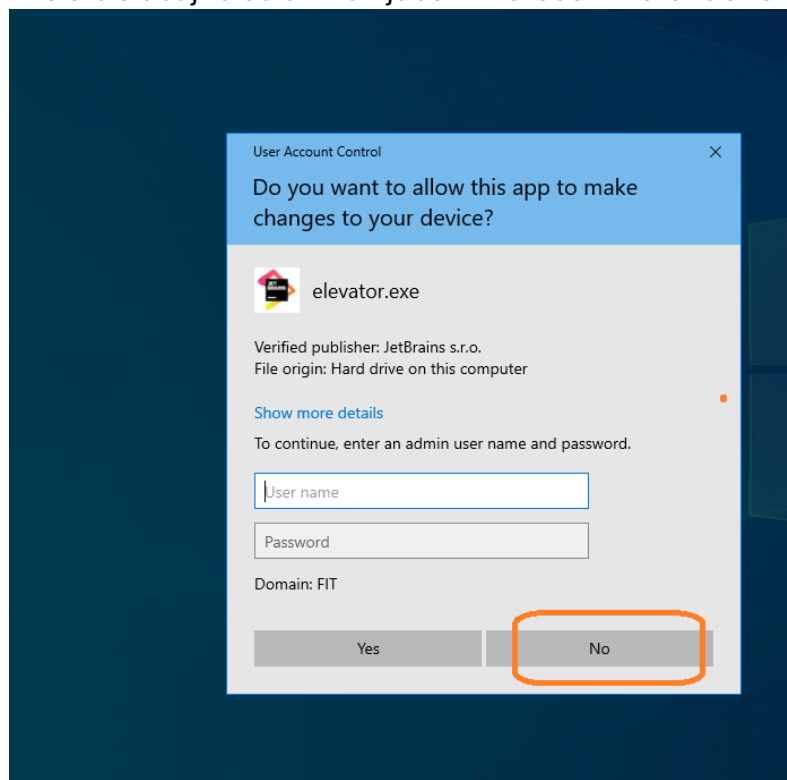 User Account Control
Do you want to allow this app to make
changes to your device?
JET
BRAINS
elevator.exe
Verified publisher: JetBrains s.r.o.
File origin: Hard drive on this computer
Show more details
To continue, enter an admin user name and password.
User name
Password
Domain: FIT
Yes
No